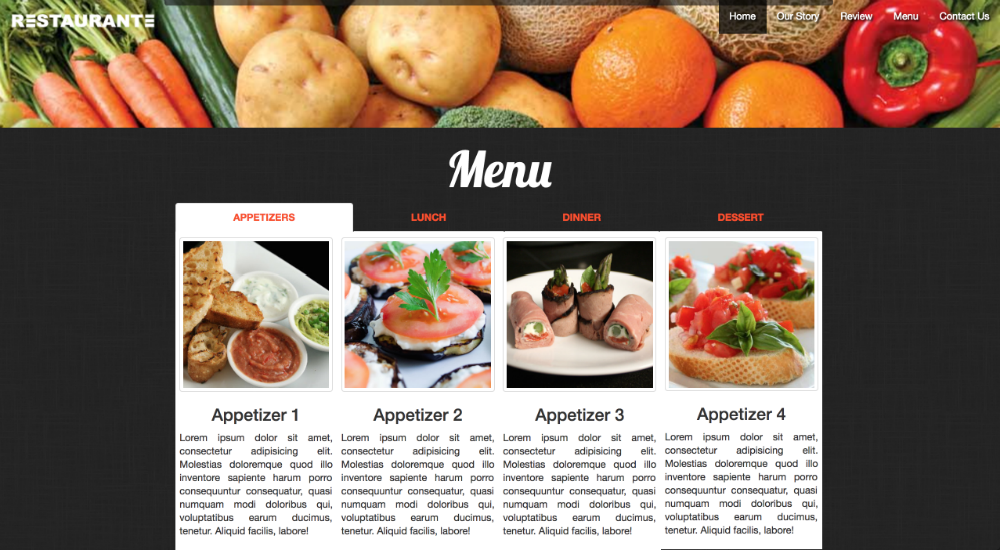 RESTAURANTE
Home Our Story Review Menu Contact Us
Menu
APPETIZERS LUNCH DINNER DESSERT
Appetizer 1
Lorem ipsum dolor sit amet,
consectetur adipisicing elit.
Molestias doloremque quod illo
inventore sapiente harum porro
consequuntur consequatur, quasi
numquam modi doloribus qui,
voluptatibus earum ducimus,
tenetur. Aliquid facilis, labore!
Appetizer 2
Lorem ipsum dolor sit amet,
consectetur adipisicing elit.
Molestias doloremque quod illo
inventore sapiente harum porro
consequuntur consequatur, quasi
numquam modi doloribus qui,
voluptatibus earum ducimus,
tenetur. Aliquid facilis, labore!
Appetizer 3
Lorem ipsum dolor sit amet,
consectetur adipisicing elit.
Molestias doloremque quod illo
inventore sapiente harum porro
consequuntur consequatur, quasi
numquam modi doloribus qui,
voluptatibus earum ducimus,
tenetur. Aliquid facilis, labore!
Appetizer 4
Lorem ipsum dolor sit amet,
consectetur adipisicing elit.
Molestias doloremque quod illo
inventore sapiente harum porro
consequuntur consequatur, quasi
numquam modi doloribus qui,
voluptatibus earum ducimus,
tenetur. Aliquid facilis, labore!